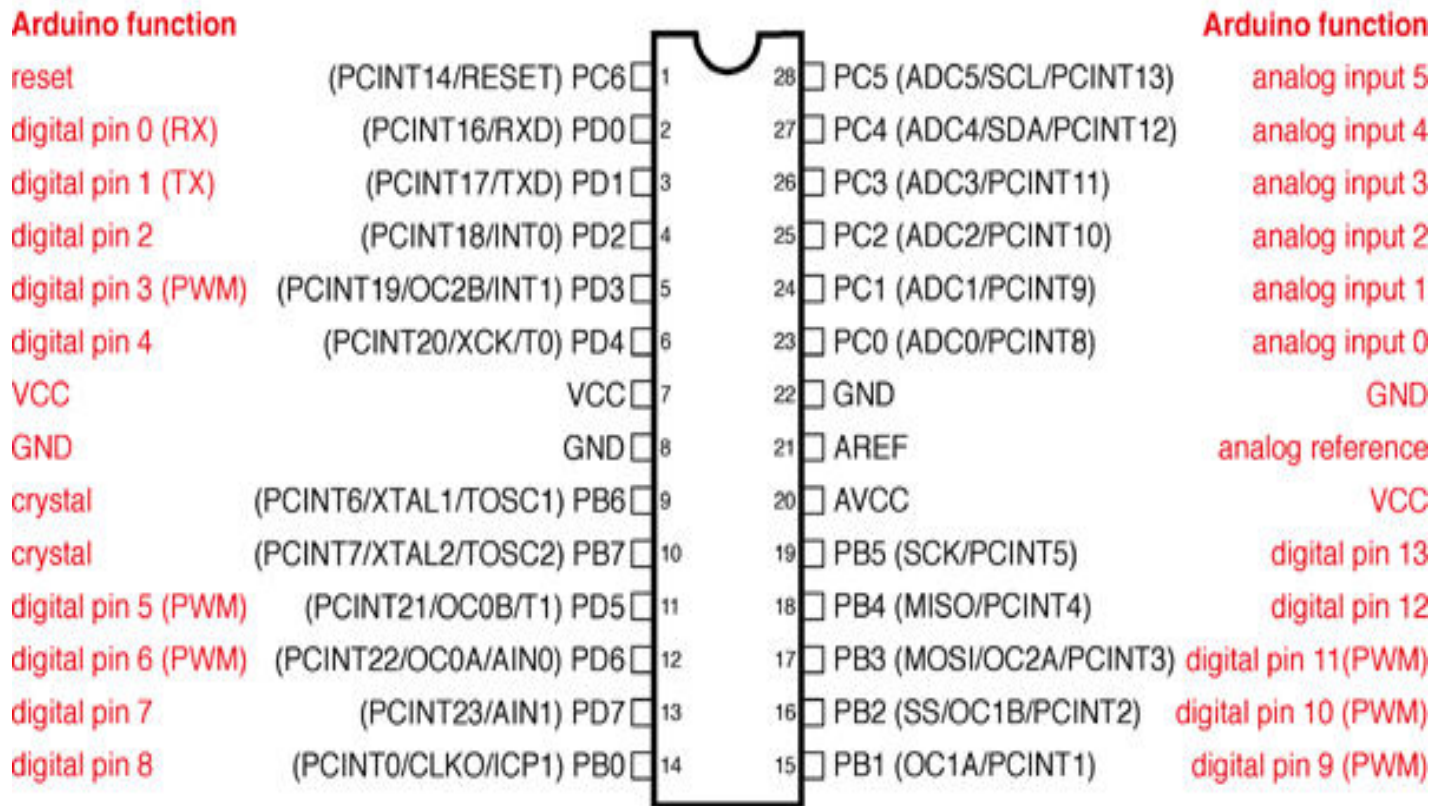 Arduino function Arduino function
reset (PCINT14/RESET) PC6 1 28 PC5 (ADC5/SCL/PCINT13) analog input 5
digital pin 0 (RX) (PCINT16/RXD) PD0 2 27 PC4 (ADC4/SDA/PCINT12) analog input 4
digital pin 1 (TX) (PCINT17/TXD) PD1 3 26 PC3 (ADC3/PCINT11) analog input 3
digital pin 2 (PCINT18/INT0) PD2 4 25 PC2 (ADC2/PCINT10) analog input 2
digital pin 3 (PWM) (PCINT19/OC2B/INT1) PD3 5 24 PC1 (ADC1/PCINT9) analog input 1
digital pin 4 (PCINT20/XCK/T0) PD4 6 23 PC0 (ADC0/PCINT8) analog input 0
VCC VCC 7 22 GND GND
GND GND 8 21 AREF analog reference
crystal (PCINT6/XTAL1/TOSC1) PB6 9 20 AVCC VCC
crystal (PCINT7/XTAL2/TOSC2) PB7 10 19 PB5 (SCK/PCINT5) digital pin 13
digital pin 5 (PWM) (PCINT21/OC0B/T1) PD5 11 18 PB4 (MISO/PCINT4) digital pin 12
digital pin 6 (PWM) (PCINT22/OC0A/AIN0) PD6 12 17 PB3 (MOSI/OC2A/PCINT3) digital pin 11(PWM)
digital pin 7 (PCINT23/AIN1) PD7 13 16 PB2 (SS/OC1B/PCINT2) digital pin 10 (PWM)
digital pin 8 (PCINT0/CLKO/ICP1) PB0 14 15 PB1 (OC1A/PCINT1) digital pin 9 (PWM)